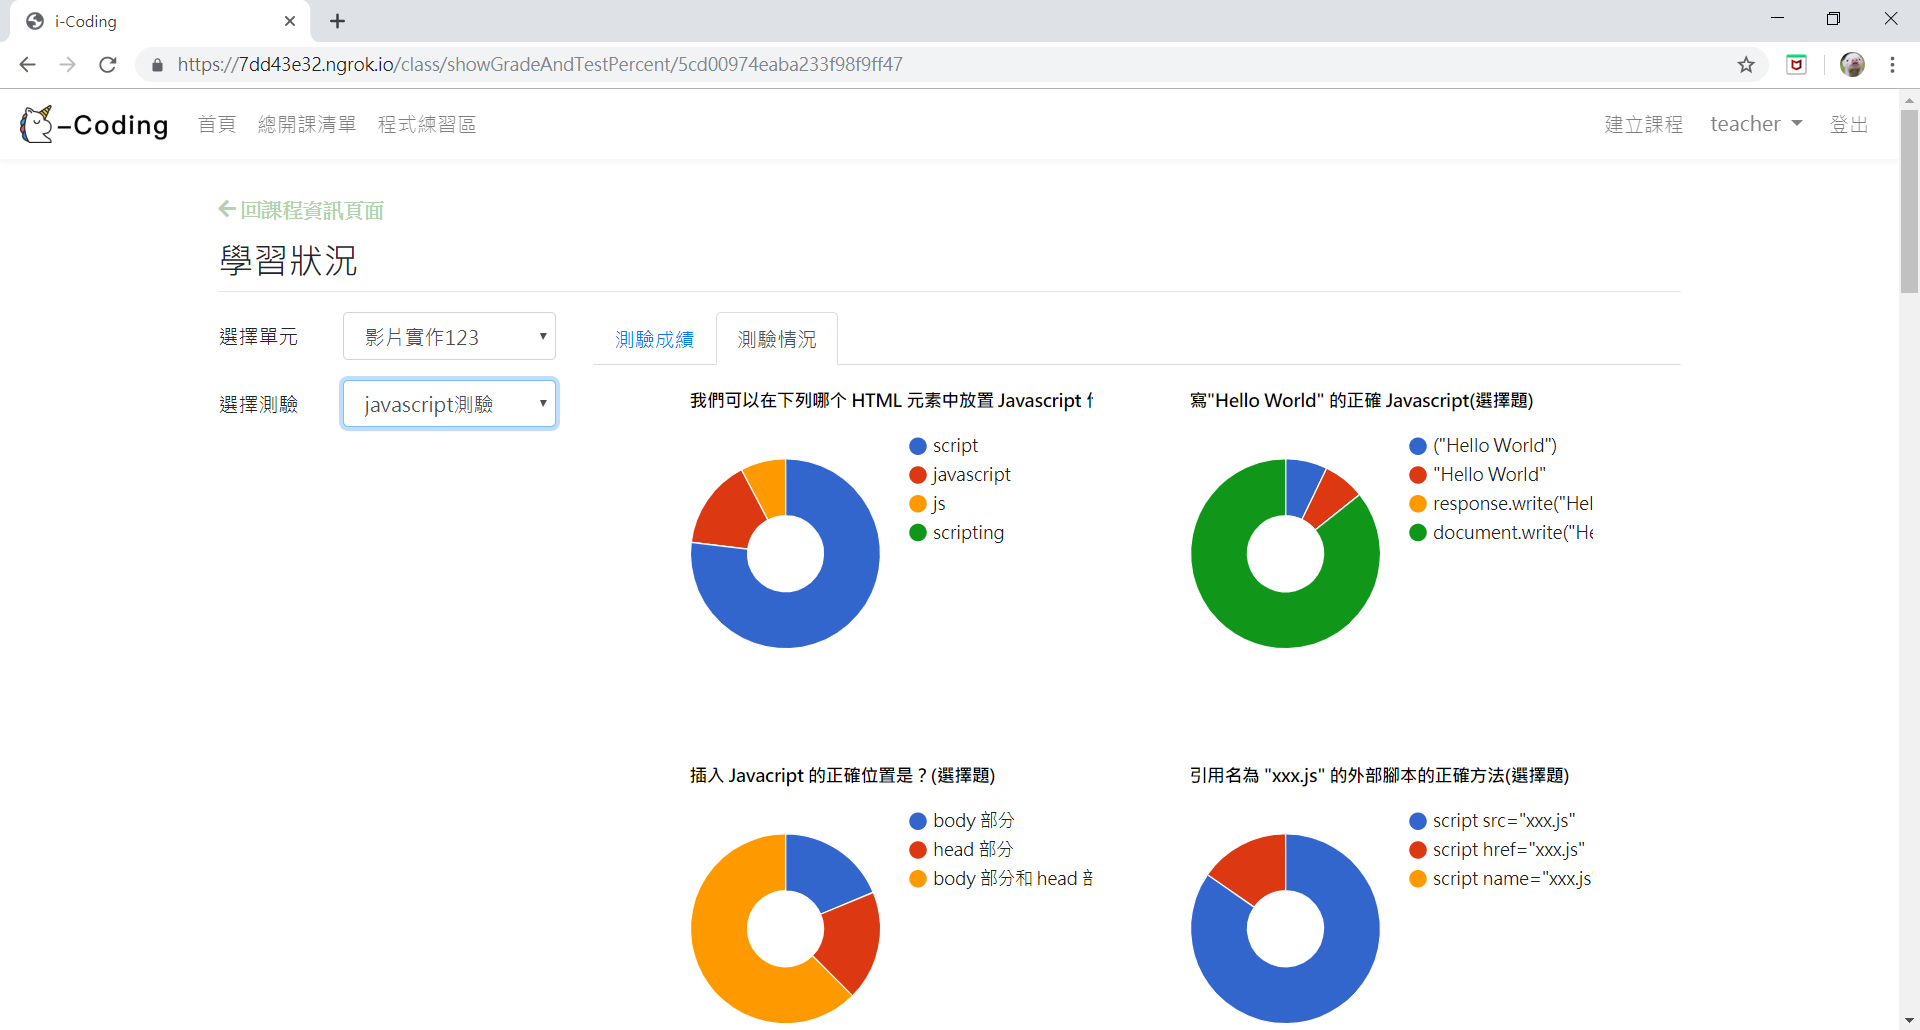 i-Coding
https://7dd43e32.ngrok.io/class/showGradeAndTestPercent/5cd00974eaba233f98f9ff47
-Coding 首頁 總開課清單 程式練習區 建立課程 teacher 登出
回課程資訊頁面
學習狀況
選擇單元 影片實作123
選擇測驗 javascript測驗
測驗成績 測驗情況
我們可以在下列哪个 HTML 元素中放置 Javascript
script
javascript
js
scripting
寫"Hello World" 的正確 Javascript(選擇題)
("Hello World")
"Hello World"
response.write("Hel
document.write("He
插入 Javacript 的正確位置是？(選擇題)
body 部分
head 部分
body 部分和 head
引用名為 "xxx.js" 的外部腳本的正確方法(選擇題)
script src="xxx.js"
script href="xxx.js"
script name="xxx.js